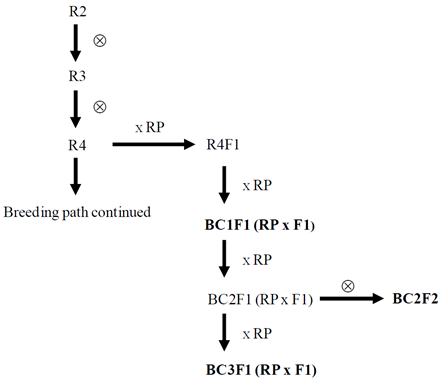 R2
⊗
R3
⊗
x RP
R4
R4F1
x RP
Breeding path continued
BC1F1 (RP x F1)
x RP
⊗
BC2F1 (RP x F1)
BC2F2
x RP
BC3F1 (RP x F1)